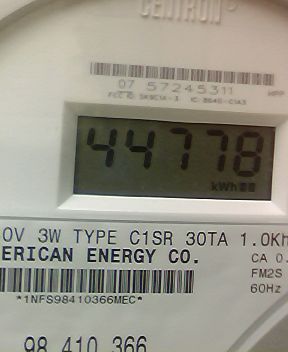 CENTRON
07 57245311
44778
kWh
0V 3W TYPE C1SR 30TA 1.0Kh
ERICAN ENERGY CO.
CA 0.
FM2S
60Hz
*1NFS98410366MEC*
98 410 366